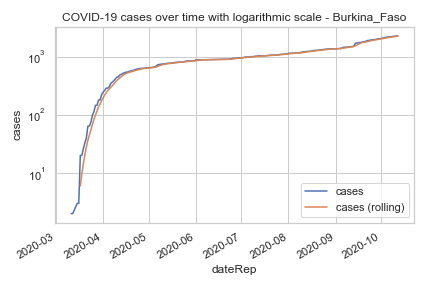 COVID-19 cases over time with logarithmic scale - Burkina_Faso
10³
10²
10¹
cases
cases
cases (rolling)
2020-03
2020-04
2020-05
2020-06
2020-07
2020-08
2020-09
2020-10
dateRep